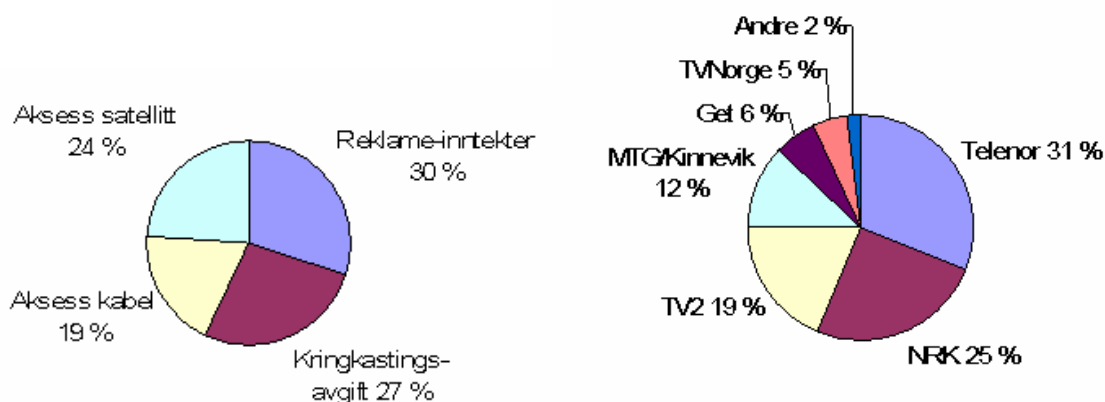 Aksess satellitt
24 %
Reklame-inntekter
30 %
Aksess kabel
19 %
Kringkastings-
avgift 27 %
Andre 2 %
TVNorge 5 %
Get 6 %
MTG/Kinnevik
12 %
Telenor 31 %
TV2 19 %
NRK 25 %